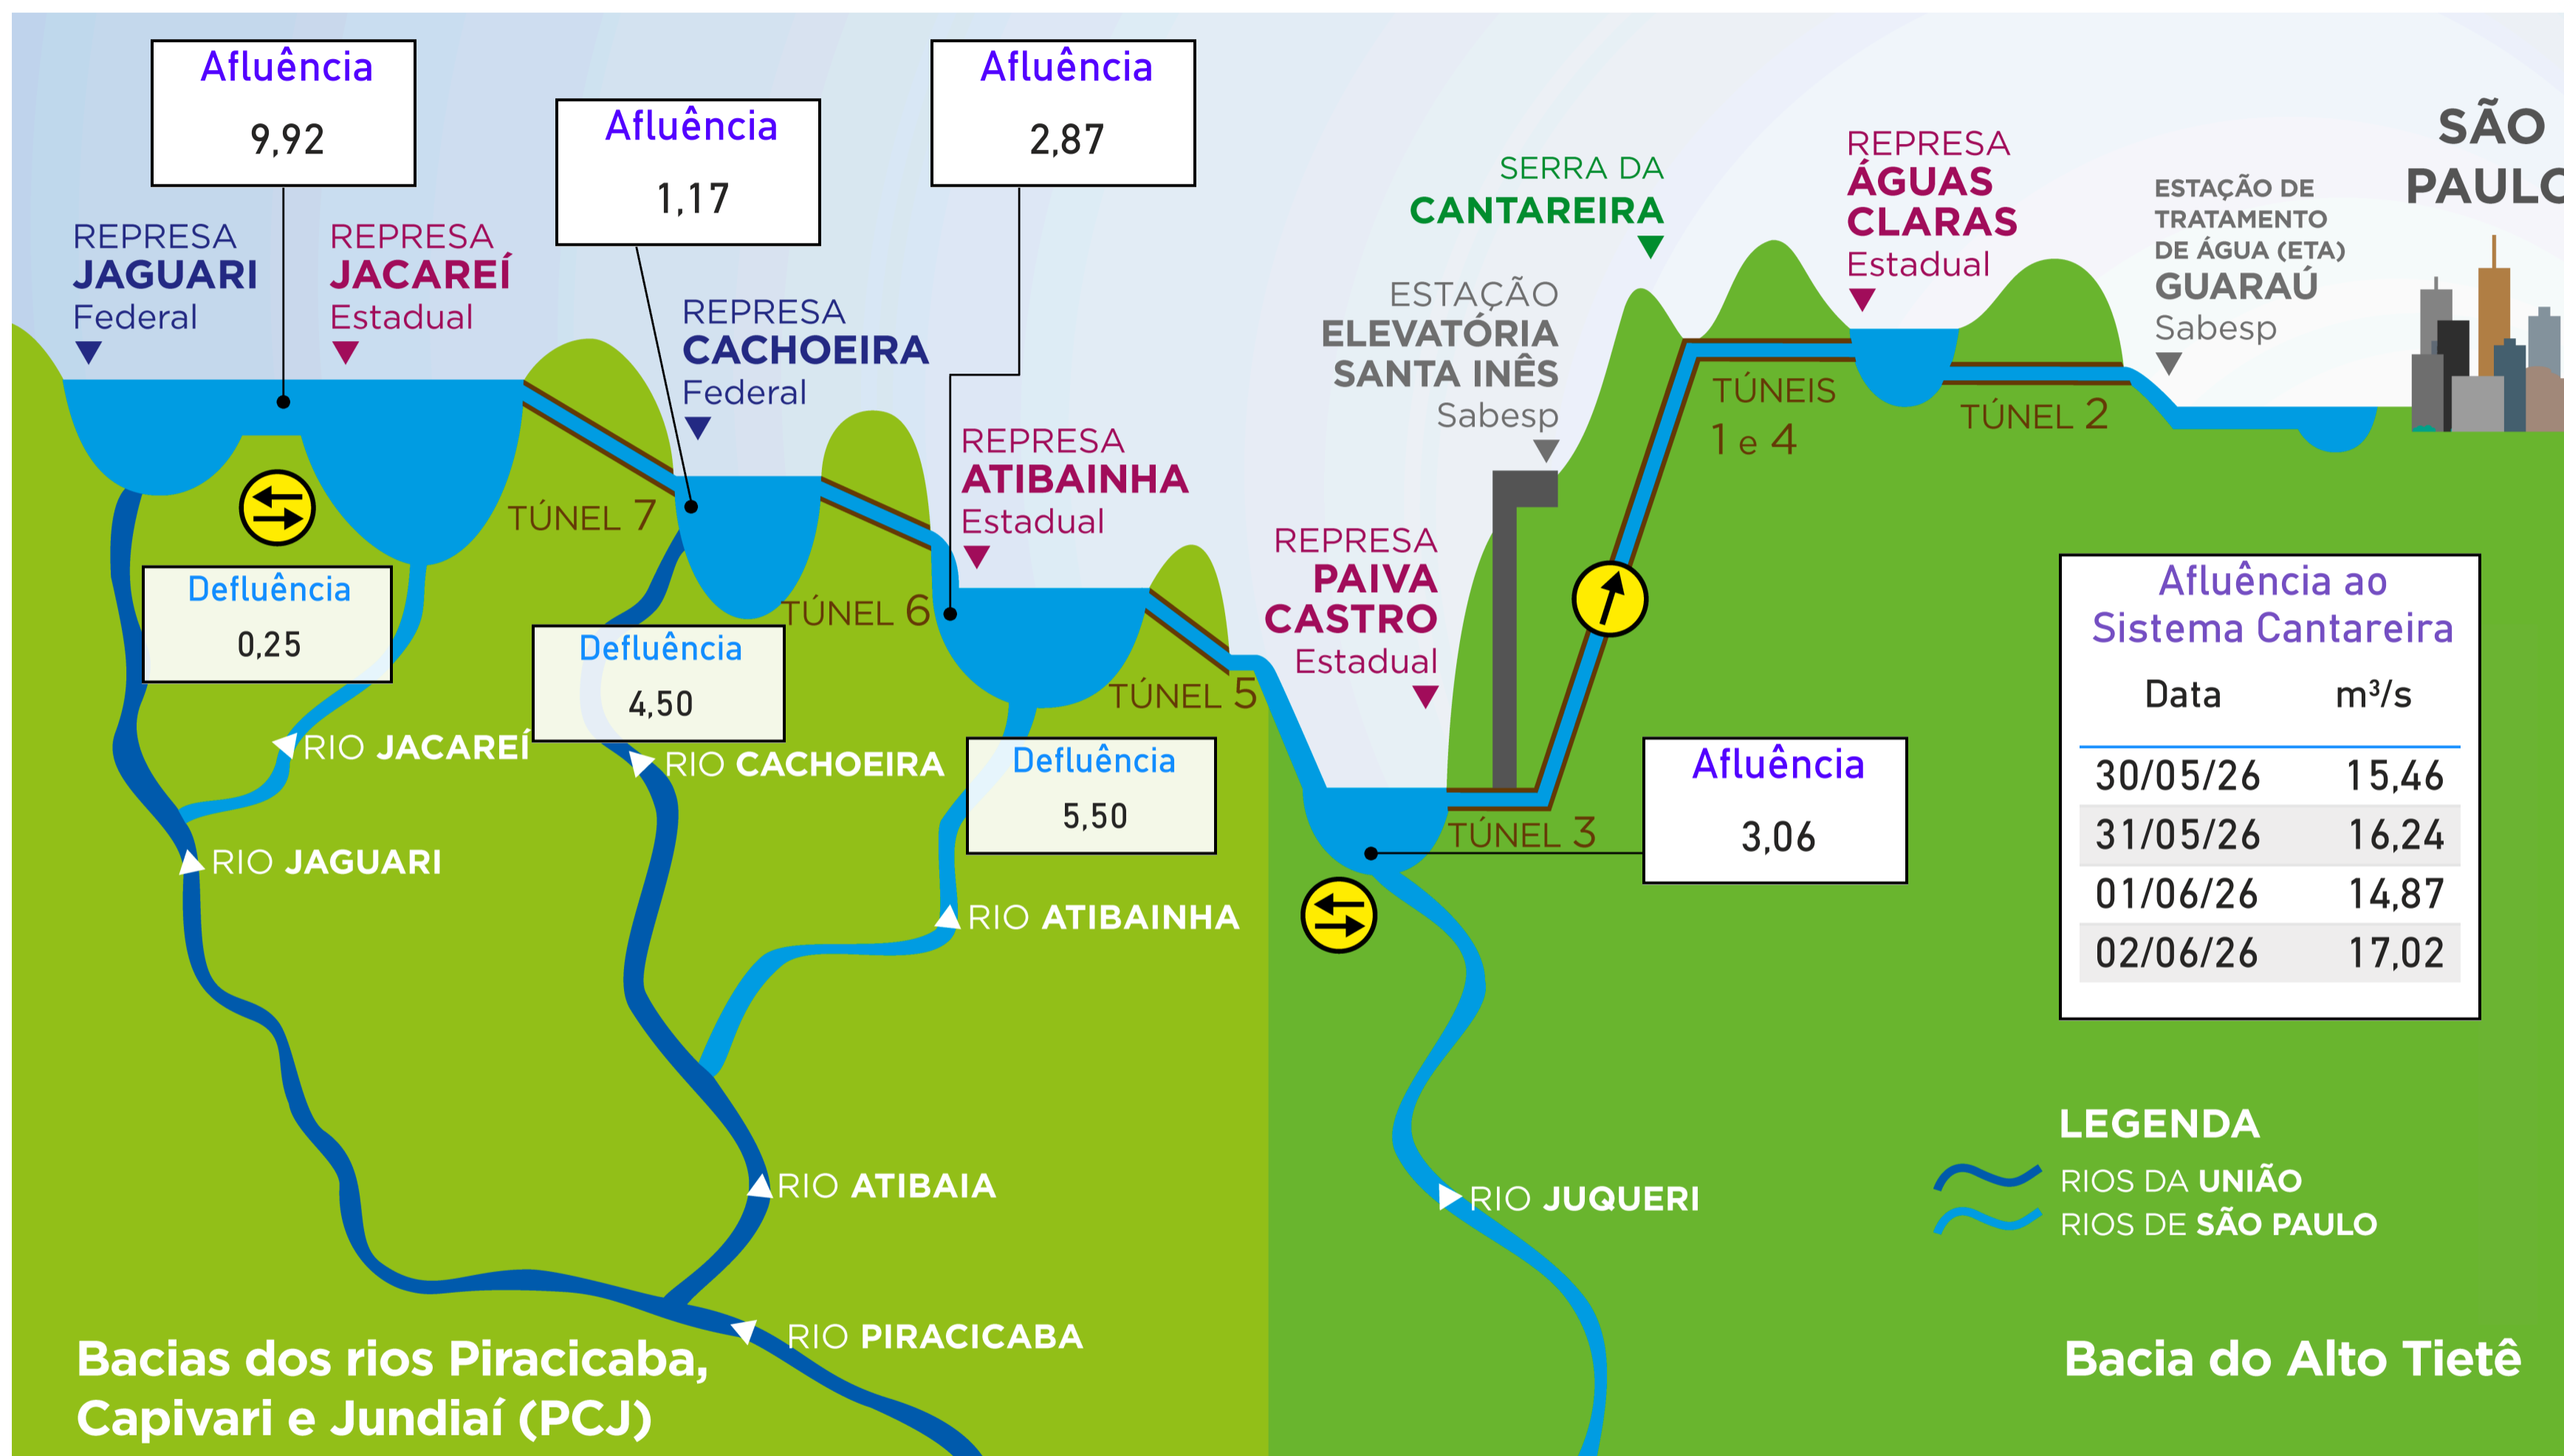 Afluência
9,92
Afluência
1,17
Afluência
2,87
REPRESA
JAGUARI
Federal
REPRESA
JACAREÍ
Estadual
REPRESA
CACHOEIRA
Federal
REPRESA
ATIBAINHA
Estadual
SERRA DA
CANTAREIRA
ESTAÇÃO
ELEVATÓRIA
SANTA INÊS
Sabesp
REPRESA
ÁGUAS
CLARAS
Estadual
ESTAÇÃO DE
TRATAMENTO
DE ÁGUA (ETA)
GUARAÚ
Sabesp
SÃO
PAULO
TÚNEL 7
TÚNEL 6
TÚNEL 5
REPRESA
PAIVA
CASTRO
Estadual
TÚNEIS
1 e 4
TÚNEL 2
TÚNEL 3
Defluência
0,25
Defluência
4,50
Defluência
5,50
Afluência
3,06
Afluência ao
Sistema Cantareira
Data m³/s
30/05/26 15,46
31/05/26 16,24
01/06/26 14,87
02/06/26 17,02
RIO JACAREÍ
RIO CACHOEIRA
RIO JAGUARI
RIO ATIBAINHA
RIO ATIBAIA
RIO JUQUERI
RIO PIRACICABA
LEGENDA
RIOS DA UNIÃO
RIOS DE SÃO PAULO
Bacias dos rios Piracicaba,
Capivari e Jundiaí (PCJ)
Bacia do Alto Tietê